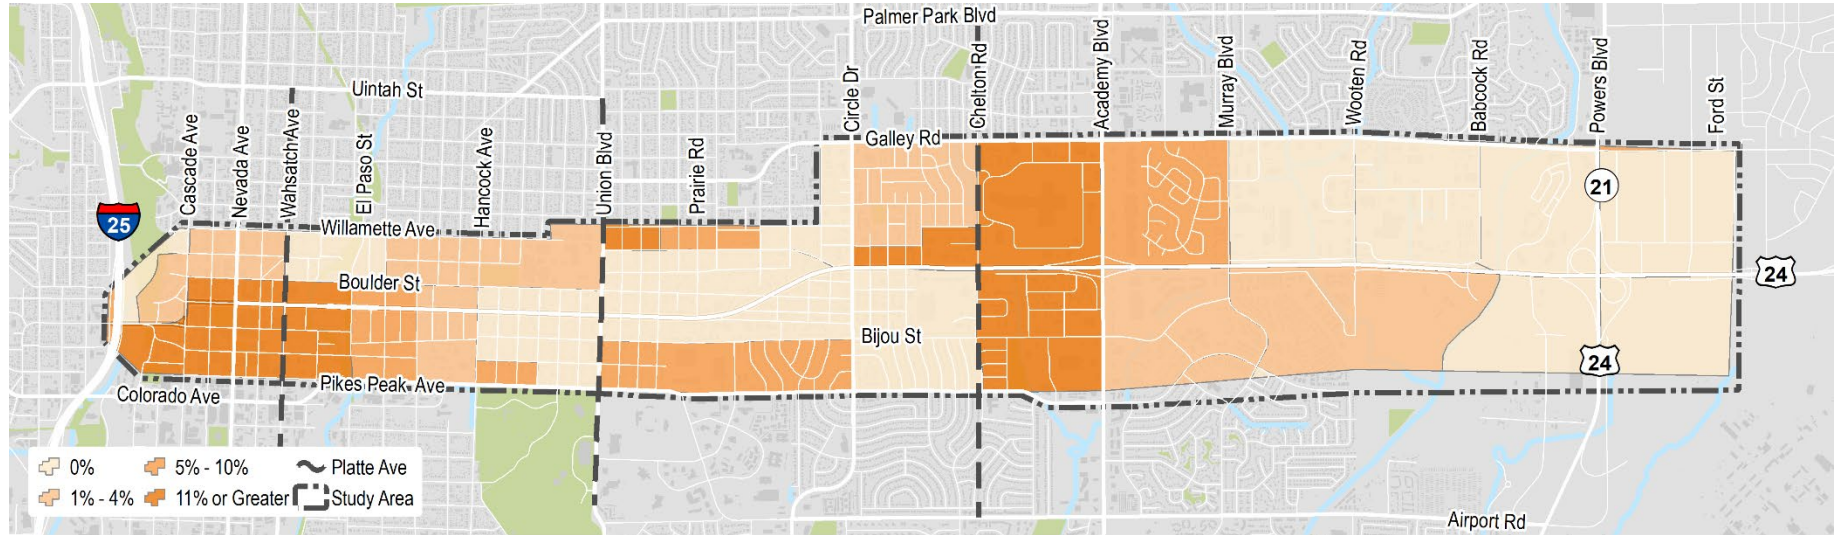 Palmer Park Blvd
Uintah St
Cascade Ave
Nevada Ave
Wahsatch Ave
El Paso St
Hancock Ave
Union Blvd
Prairie Rd
Circle Dr
Chelton Rd
Academy Blvd
Murray Blvd
Wooten Rd
Babcock Rd
Powers Blvd
Ford St
Galley Rd
21
25
Willamette Ave
Boulder St
24
Bijou St
24
Pikes Peak Ave
Colorado Ave
0%
5% - 10%
Platte Ave
1% - 4%
11% or Greater
Study Area
Airport Rd